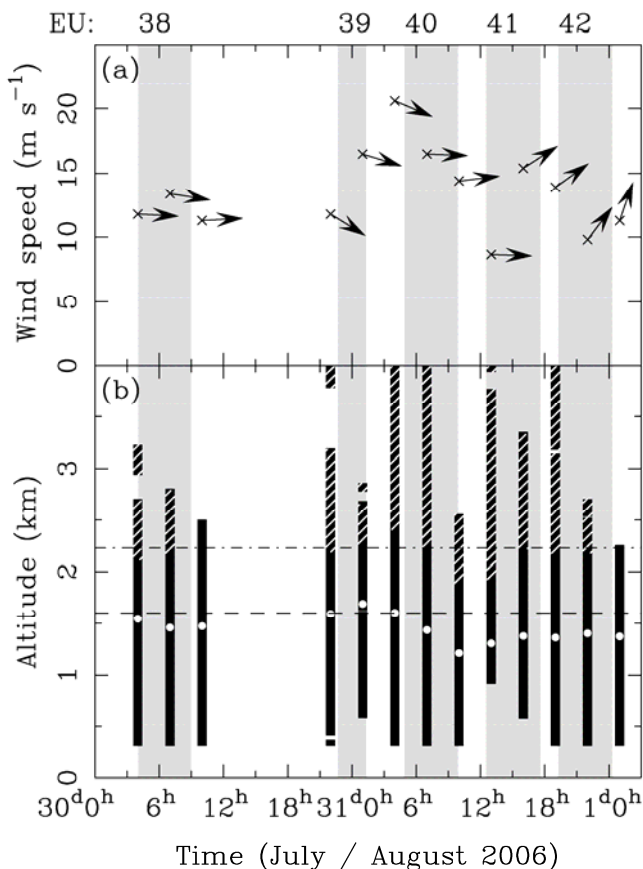 EU: 38 39 40 41 42
(a)
Wind speed (m s⁻¹)
20
15
10
5
0
(b)
Altitude (km)
3
2
1
0
30ᵈ0ʰ 6ʰ 12ʰ 18ʰ 31ᵈ0ʰ 6ʰ 12ʰ 18ʰ 1ᵈ0ʰ
Time (July / August 2006)